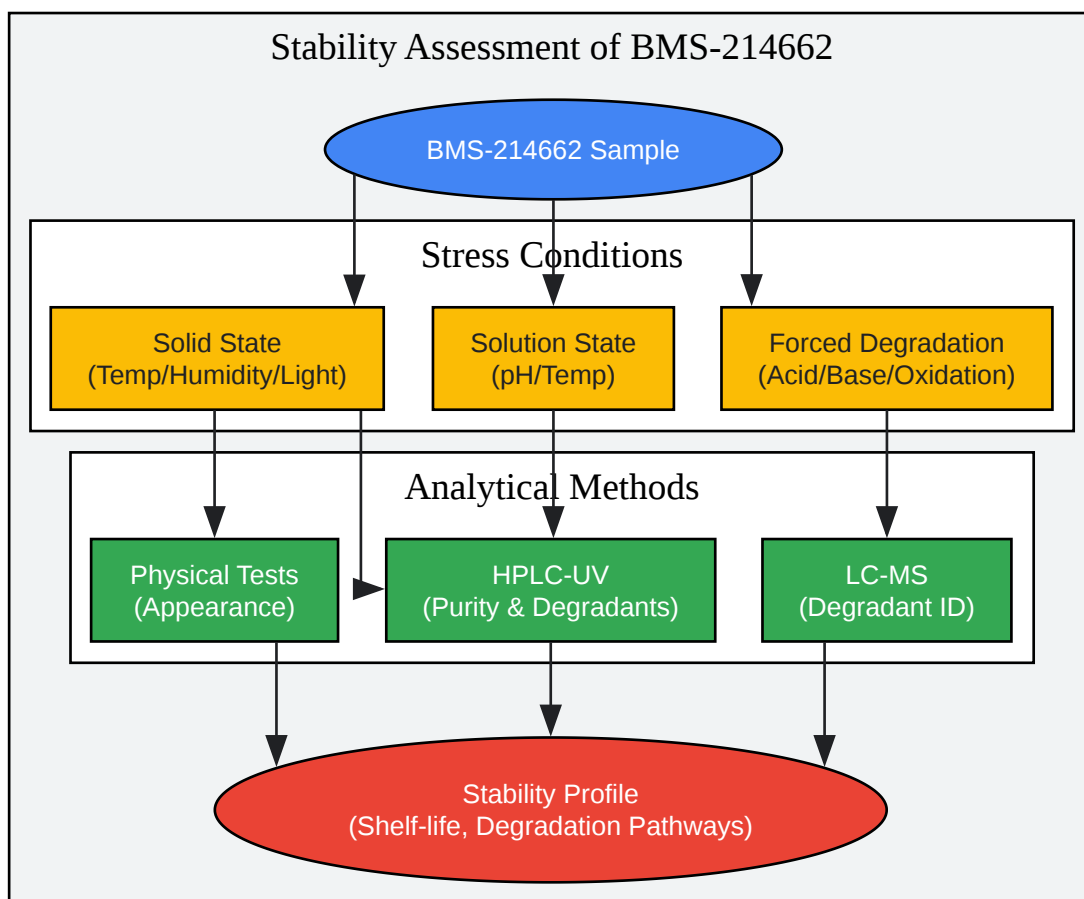 Stability Assessment of BMS-214662
BMS-214662 Sample
Stress Conditions
Solid State
(Temp/Humidity/Light)
Solution State
(pH/Temp)
Forced Degradation
(Acid/Base/Oxidation)
Analytical Methods
Physical Tests
(Appearance)
HPLC-UV
(Purity & Degradants)
LC-MS
(Degradant ID)
Stability Profile
(Shelf-life, Degradation Pathways)